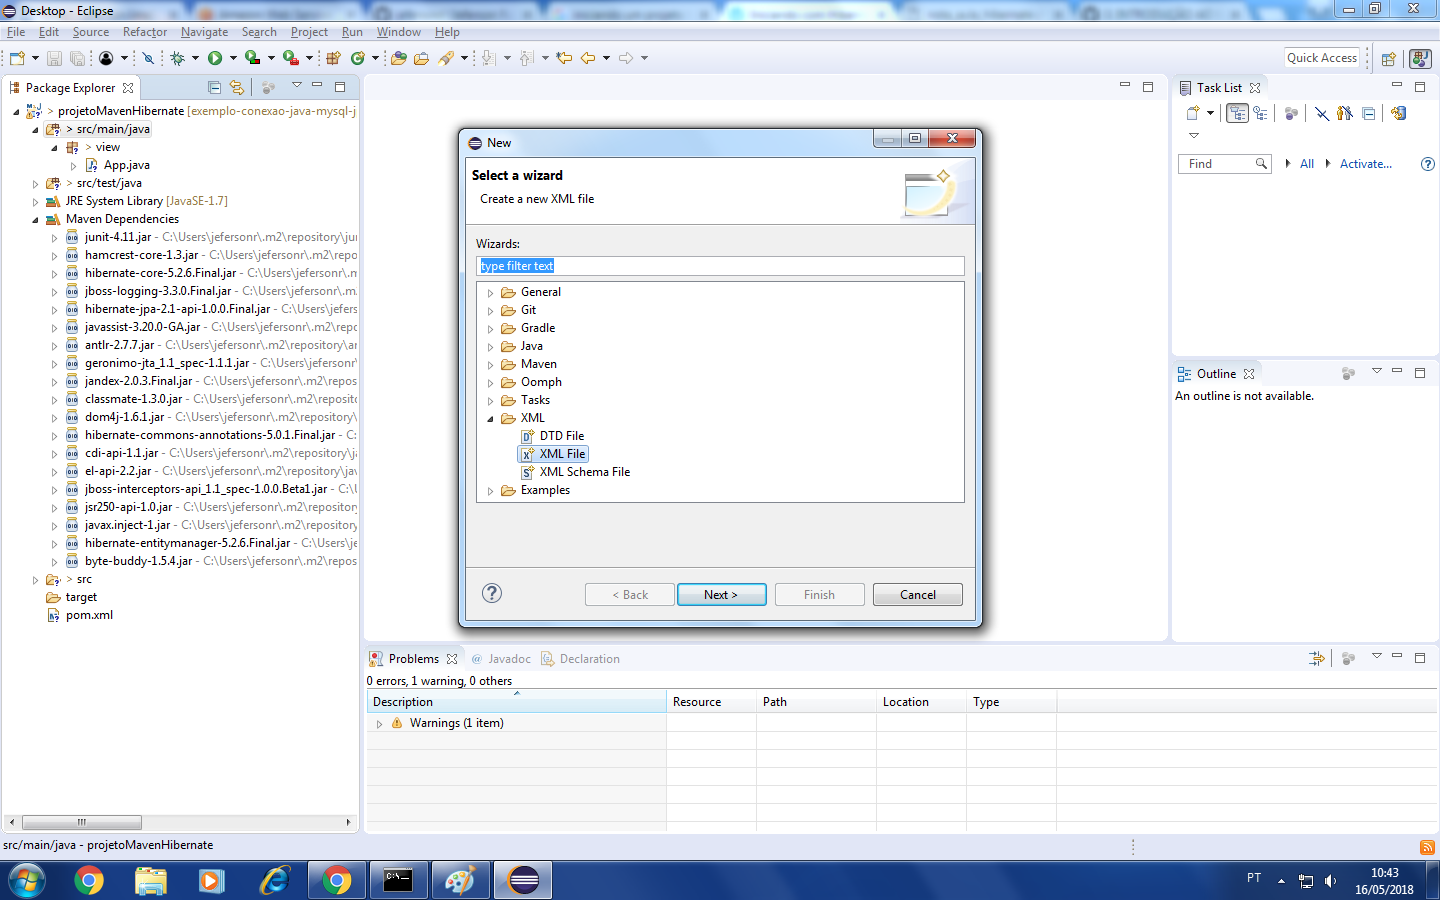 Desktop - Eclipse
File Edit Source Refactor Navigate Search Project Run Window Help
Quick Access
Package Explorer
> projetoMavenHibernate [exemplo-conexao-java-mysql-j
> src/main/java
> view
App.java
> src/test/java
JRE System Library [JavaSE-1.7]
Maven Dependencies
junit-4.11.jar - C:\Users\jefersonr\.m2\repository\jur
hamcrest-core-1.3.jar - C:\Users\jefersonr\.m2\repo
hibernate-core-5.2.6.Final.jar - C:\Users\jefersonr\.m
jboss-logging-3.3.0.Final.jar - C:\Users\jefersonr\.m2
hibernate-jpa-2.1-api-1.0.0.Final.jar - C:\Users\jefers
javassist-3.20.0-GA.jar - C:\Users\jefersonr\.m2\repo
antlr-2.7.7.jar - C:\Users\jefersonr\.m2\repository\ar
geronimo-jta_1.1_spec-1.1.1.jar - C:\Users\jefersonr\
jandex-2.0.3.Final.jar - C:\Users\jefersonr\.m2\repos
classmate-1.3.0.jar - C:\Users\jefersonr\.m2\reposit
dom4j-1.6.1.jar - C:\Users\jefersonr\.m2\repository\
hibernate-commons-annotations-5.0.1.Final.jar - C:
cdi-api-1.1.jar - C:\Users\jefersonr\.m2\repository\j
el-api-2.2.jar - C:\Users\jefersonr\.m2\repository\jav
jboss-interceptors-api_1.1_spec-1.0.0.Beta1.jar - C:\
jsr250-api-1.0.jar - C:\Users\jefersonr\.m2\repositor
javax.inject-1.jar - C:\Users\jefersonr\.m2\repository
hibernate-entitymanager-5.2.6.Final.jar - C:\Users\je
byte-buddy-1.5.4.jar - C:\Users\jefersonr\.m2\repos
> src
target
pom.xml
New
Select a wizard
Create a new XML file
Wizards:
type filter text
General
Git
Gradle
Java
Maven
Oomph
Tasks
XML
DTD File
XML File
XML Schema File
Examples
< Back Next > Finish Cancel
Task List
Find All Activate...
Outline
An outline is not available.
Problems @ Javadoc Declaration
0 errors, 1 warning, 0 others
Description Resource Path Location Type
Warnings (1 item)
src/main/java - projetoMavenHibernate
PT
10:43
16/05/2018